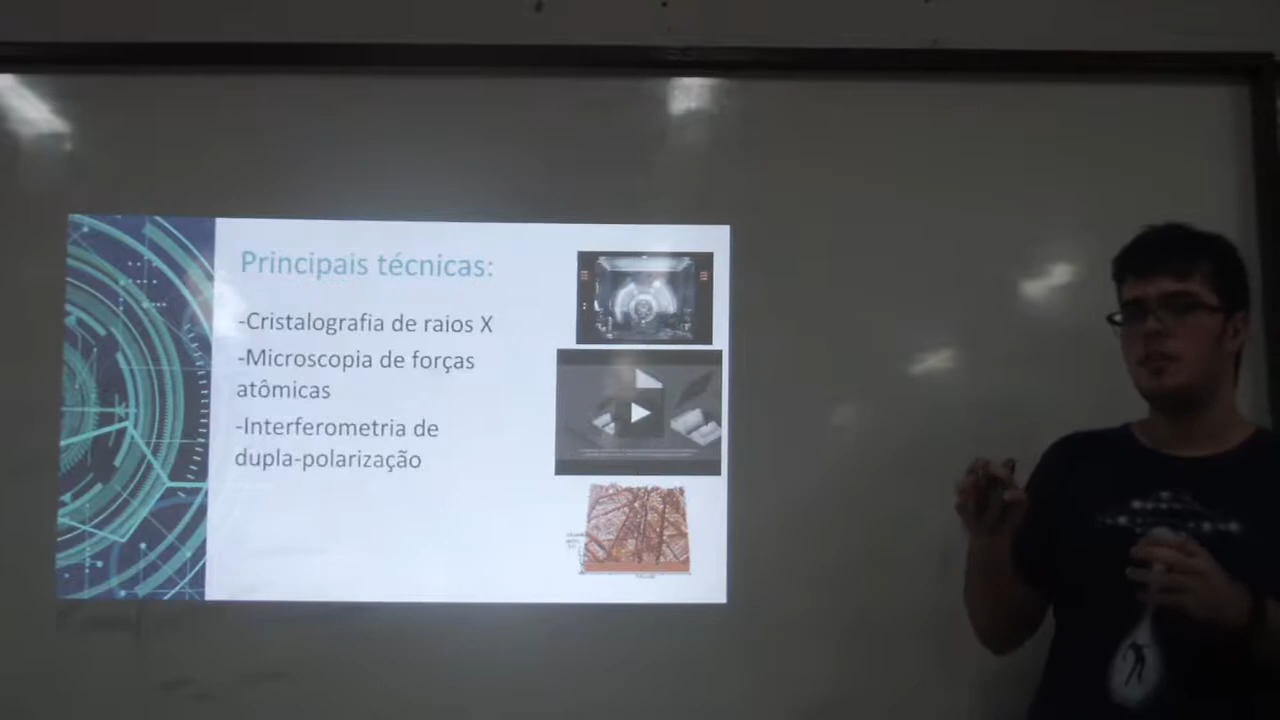 Principais técnicas:
-Cristalografia de raios X
-Microscopia de forças
atômicas
-Interferometria de
dupla-polarização